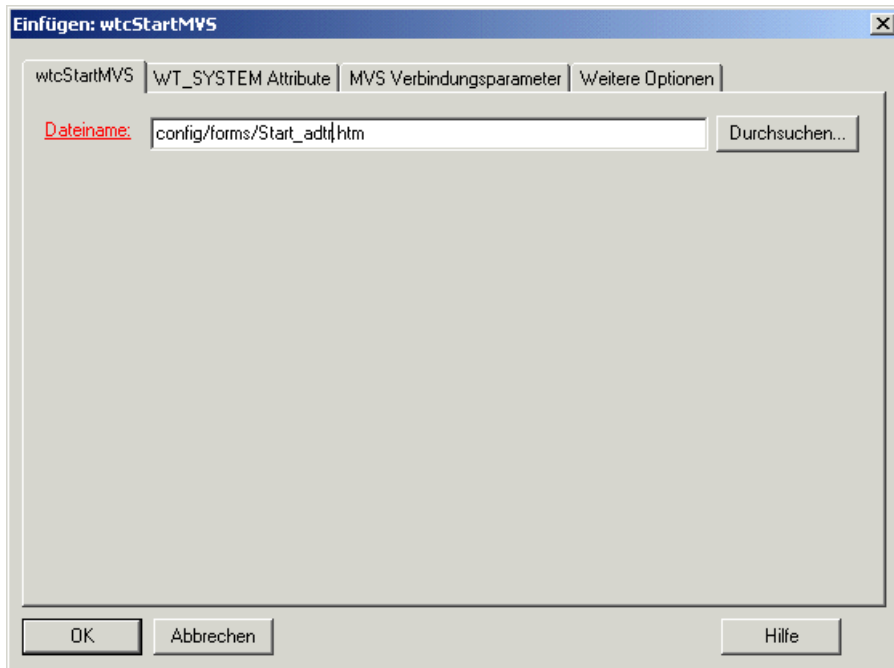 Einfügen: wtcStartMVS
wtcStartMVS WT_SYSTEM Attribute MVS Verbindungsparameter Weitere Optionen
Dateiname: config/forms/Start_adtr.htm Durchsuchen...
OK Abbrechen Hilfe